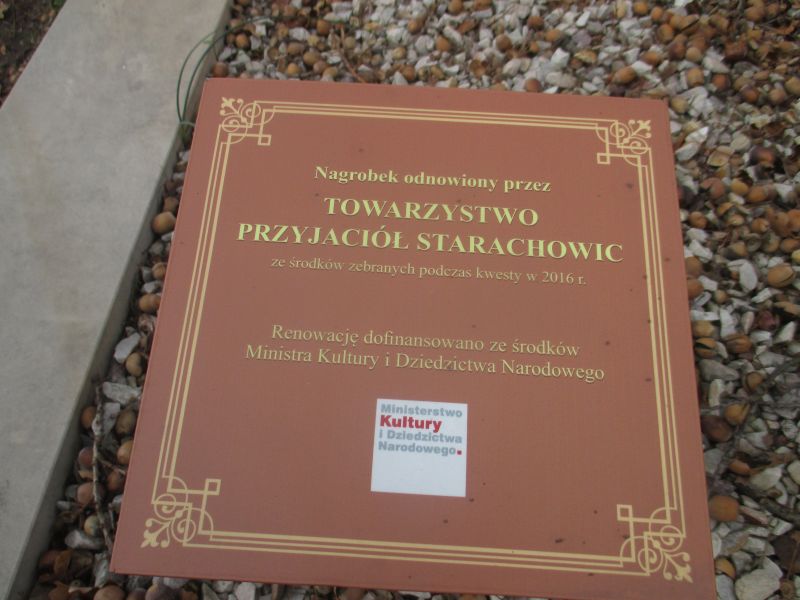 Nagrobek odnowiony przez
TOWARZYSTWO
PRZYJACIÓŁ STARACHOWIC
ze środków zebranych podczas kwesty w 2016 r.
Renowację dofinansowano ze środków
Ministra Kultury i Dziedzictwa Narodowego
Ministerstwo
Kultury
i Dziedzictwa
Narodowego.